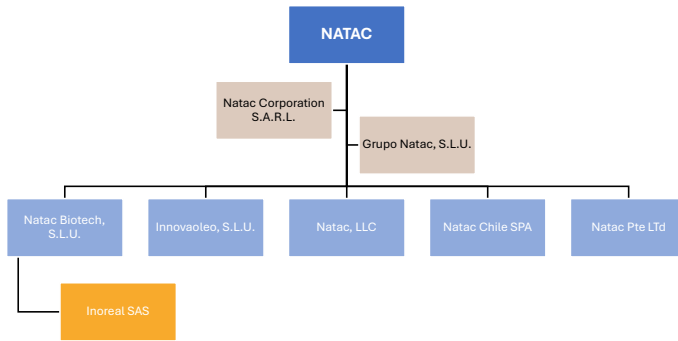 NATAC
Natac Corporation
S.A.R.L.
Grupo Natac, S.L.U.
Natac Biotech,
S.L.U.
Innovaoleo, S.L.U.
Natac, LLC
Natac Chile SPA
Natac Pte LTd
Inoreal SAS